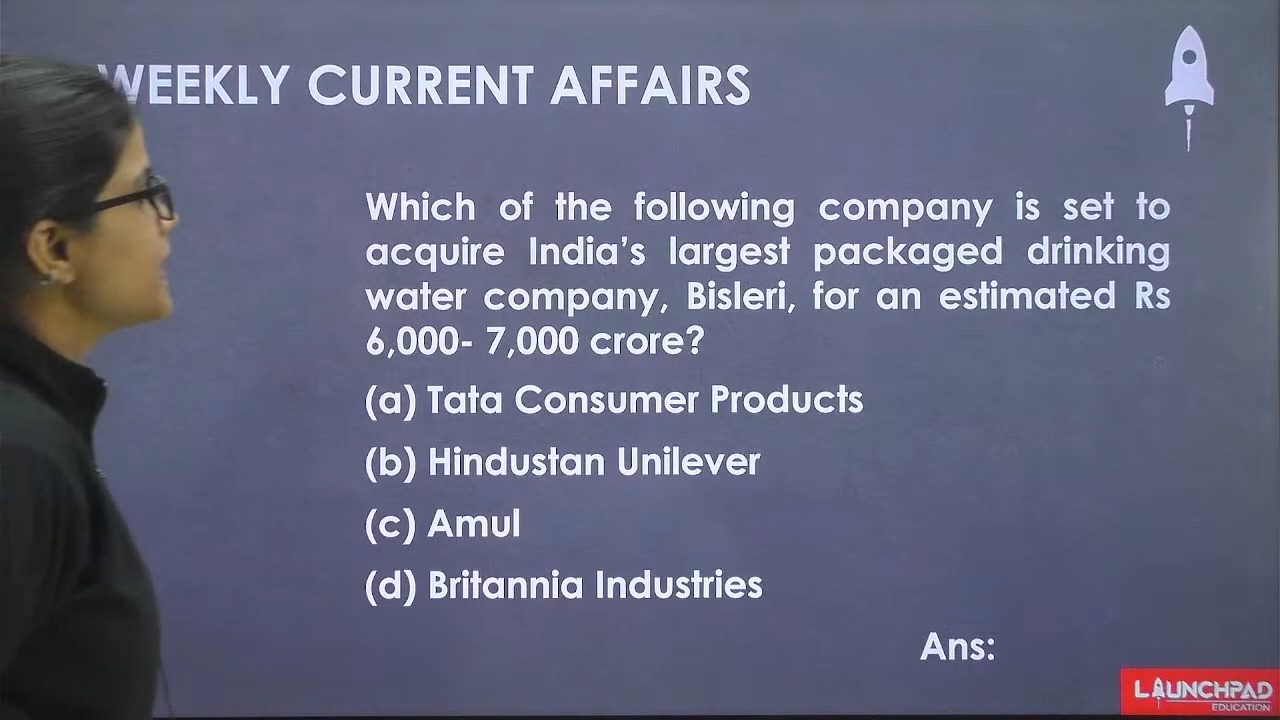 WEEKLY CURRENT AFFAIRS
Which of the following company is set to
acquire India’s largest packaged drinking
water company, Bisleri, for an estimated Rs
6,000- 7,000 crore?
(a) Tata Consumer Products
(b) Hindustan Unilever
(c) Amul
(d) Britannia Industries
Ans:
LAUNCHPAD
EDUCATION